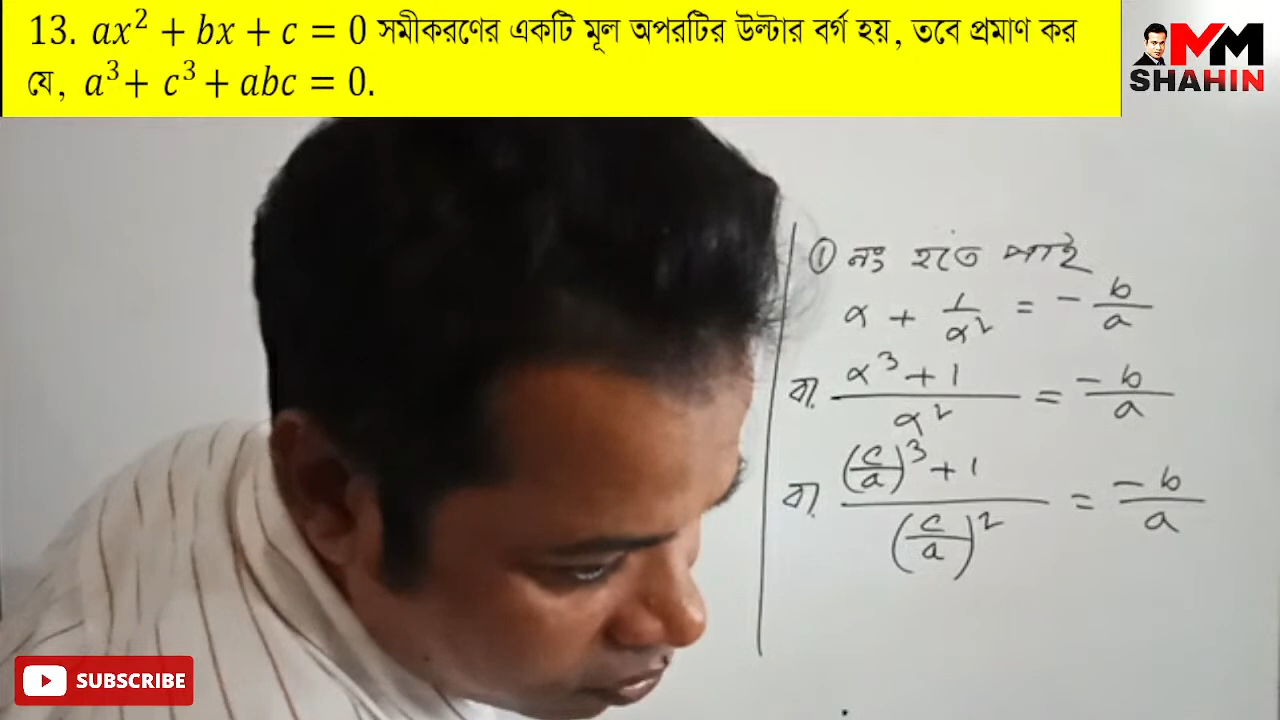 13. ax² + bx + c = 0 সমীকরণের একটি মূল অপরটির উল্টার বর্গ হয়, তবে প্রমাণ কর
যে, a³ + c³ + abc = 0.
MM
SHAHIN
① নং হতে পাই
α + 1/α² = - b/a
বা, (α³ + 1)/α² = -b/a
বা, ((c/a)³ + 1)/(c/a)² = -b/a
SUBSCRIBE